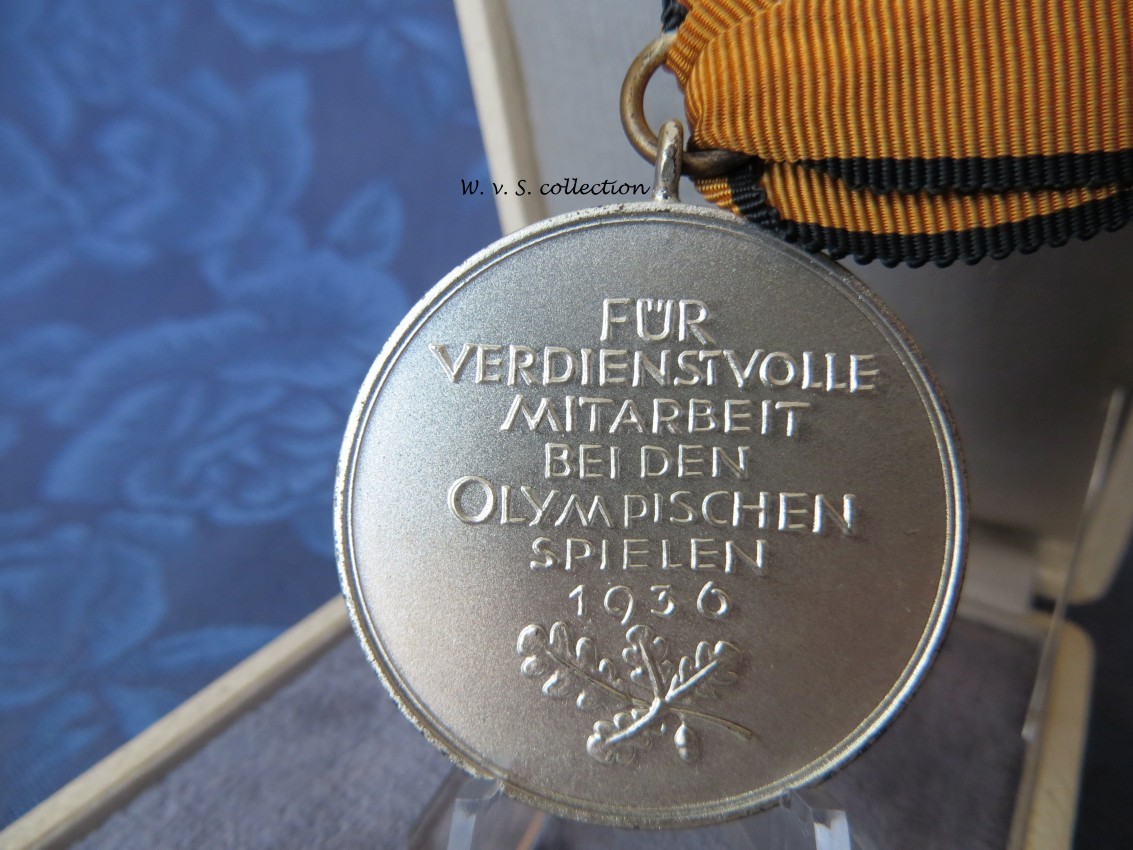 W. v. S. collection
FÜR
VERDIENSTVOLLE
MITARBEIT
BEI DEN
OLYMPISCHEN
SPIELEN
1936